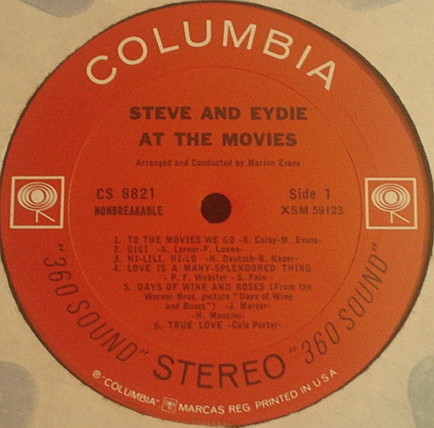 COLUMBIA
STEVE AND EYDIE
AT THE MOVIES
Arranged and Conducted by Marion Evans
CS 8821 Side 1
NONBREAKABLE XSM 59123
1. TO THE MOVIES WE GO -R. Colby-M. Evans-
2. GIGI -A. Lerner-F. Loewe-
3. HI-LILI, HI-LO -H. Deutsch-B. Kaper-
4. LOVE IS A MANY-SPLENDORED THING
- P. F. Webster - S. Fain -
5. DAYS OF WINE AND ROSES (From the
Warner Bros. picture "Days of Wine
and Roses") -J. Mercer-
H. Mancini-
6. TRUE LOVE -Cole Porter-
"360 SOUND" STEREO "360 SOUND"
® "COLUMBIA" MARCAS REG. PRINTED IN U.S.A